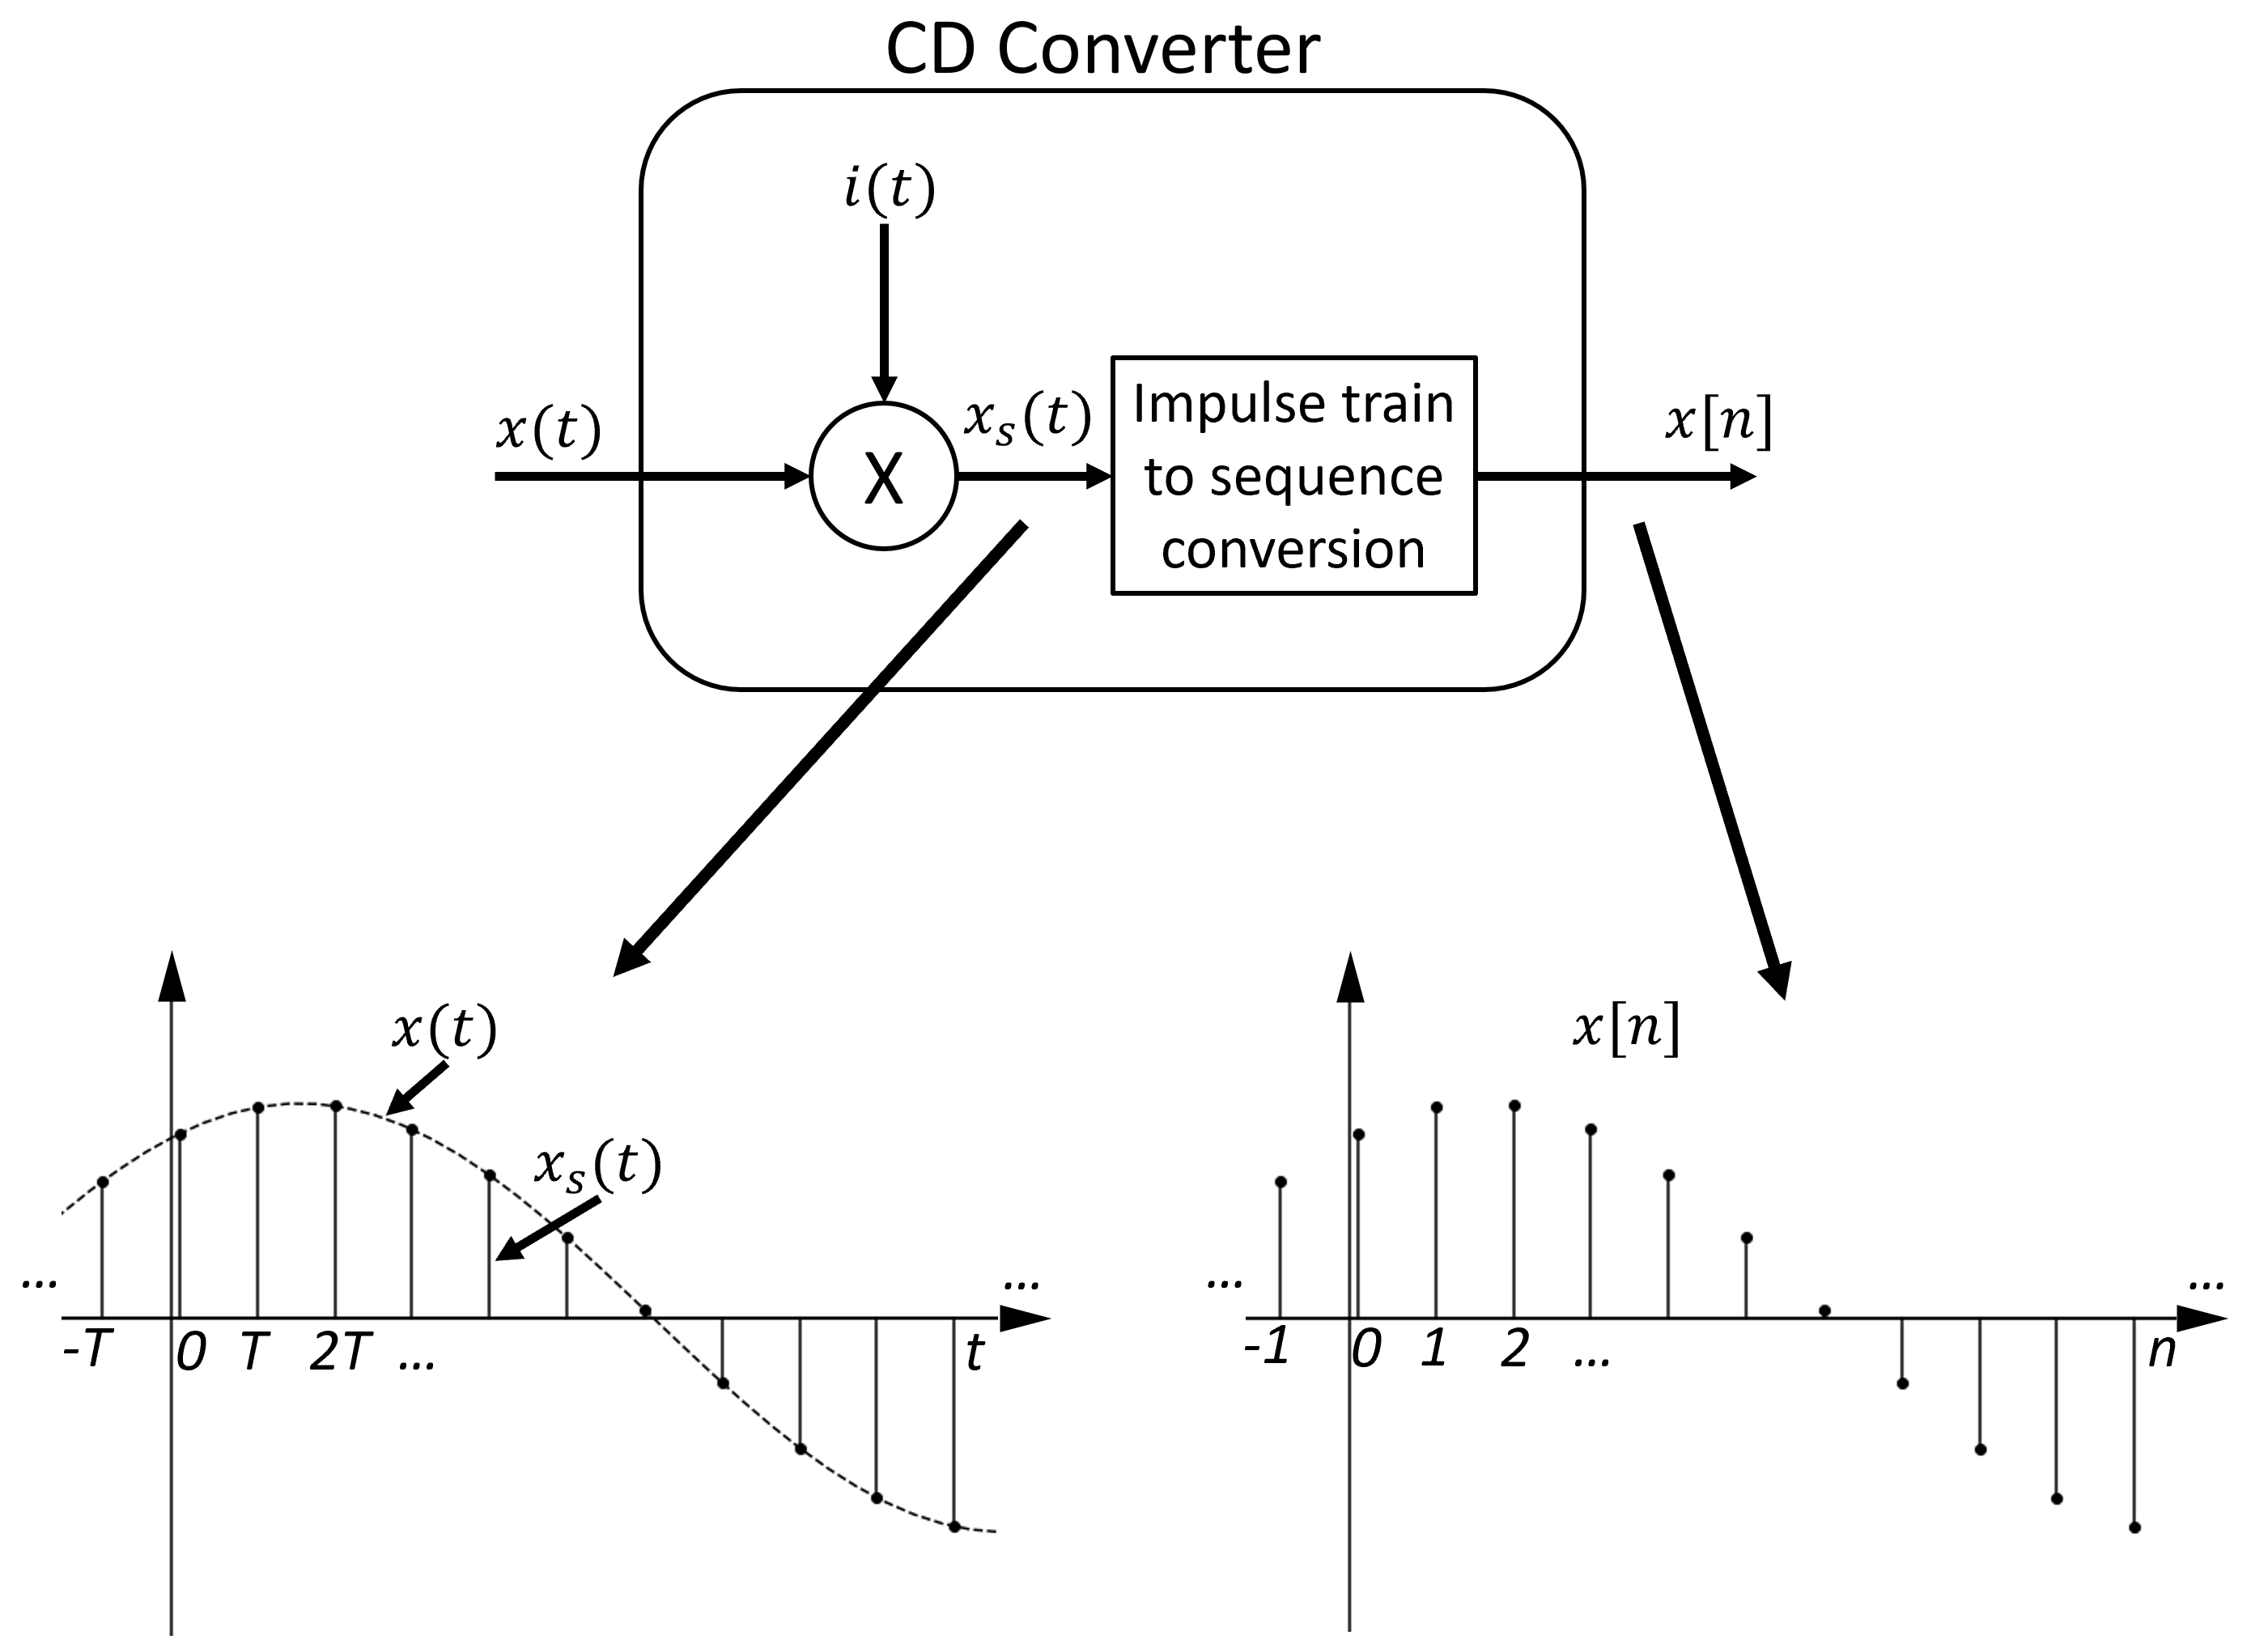 CD Converter
i(t)
x(t)
x_s(t)
Impulse train
to sequence
conversion
x[n]
x(t)
x_s(t)
... ...
-T 0 T 2T ... t
x[n]
... ...
-1 0 1 2 ... n
X